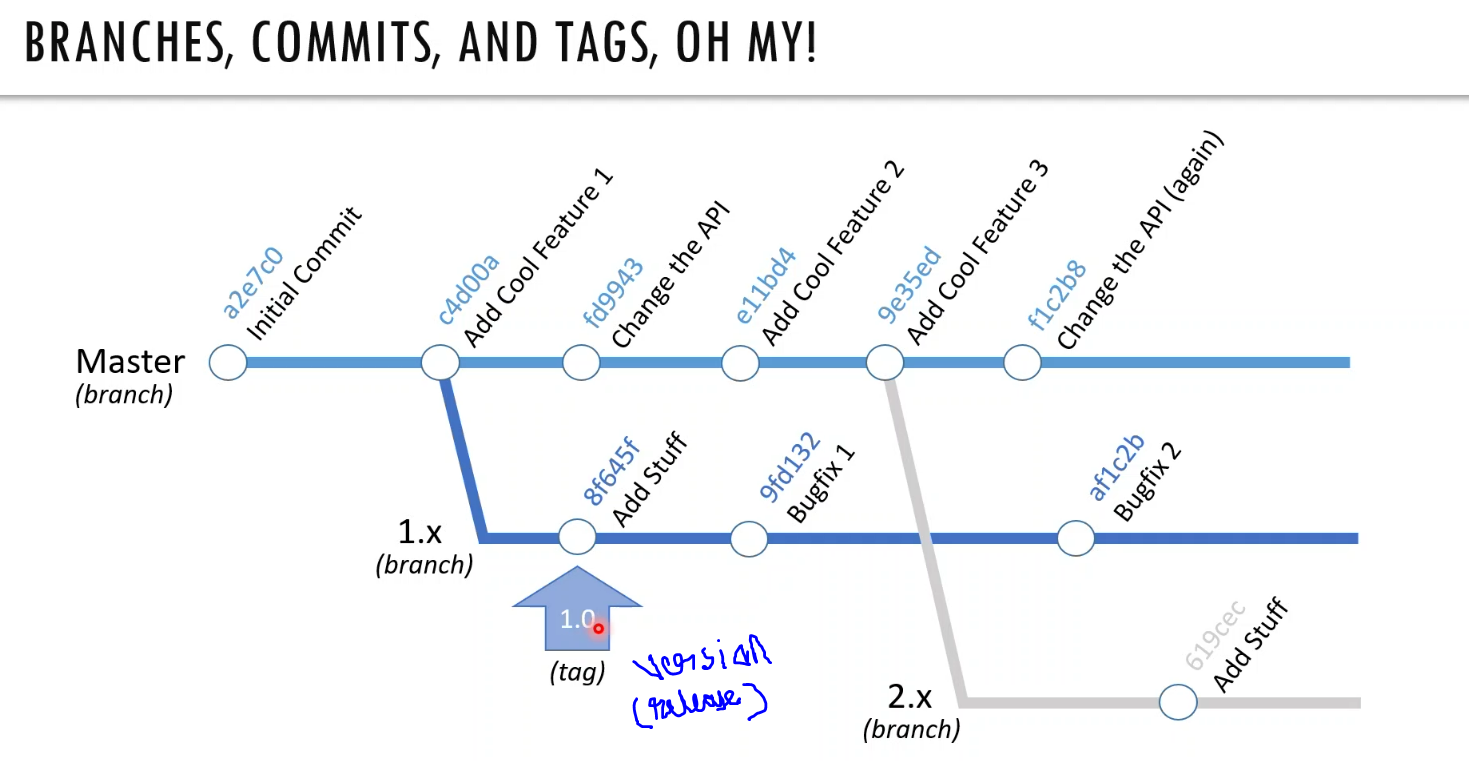 BRANCHES, COMMITS, AND TAGS, OH MY!
a2e7c0
Initial Commit
c4d00a
Add Cool Feature 1
fd9943
Change the API
e11bd4
Add Cool Feature 2
9e35ed
Add Cool Feature 3
f1c2b8
Change the API (again)
Master
(branch)
8f645f
Add Stuff
9fd132
Bugfix 1
af1c2b
Bugfix 2
1.x
(branch)
1.0
(tag)
version
(release)
619cec
Add Stuff
2.x
(branch)